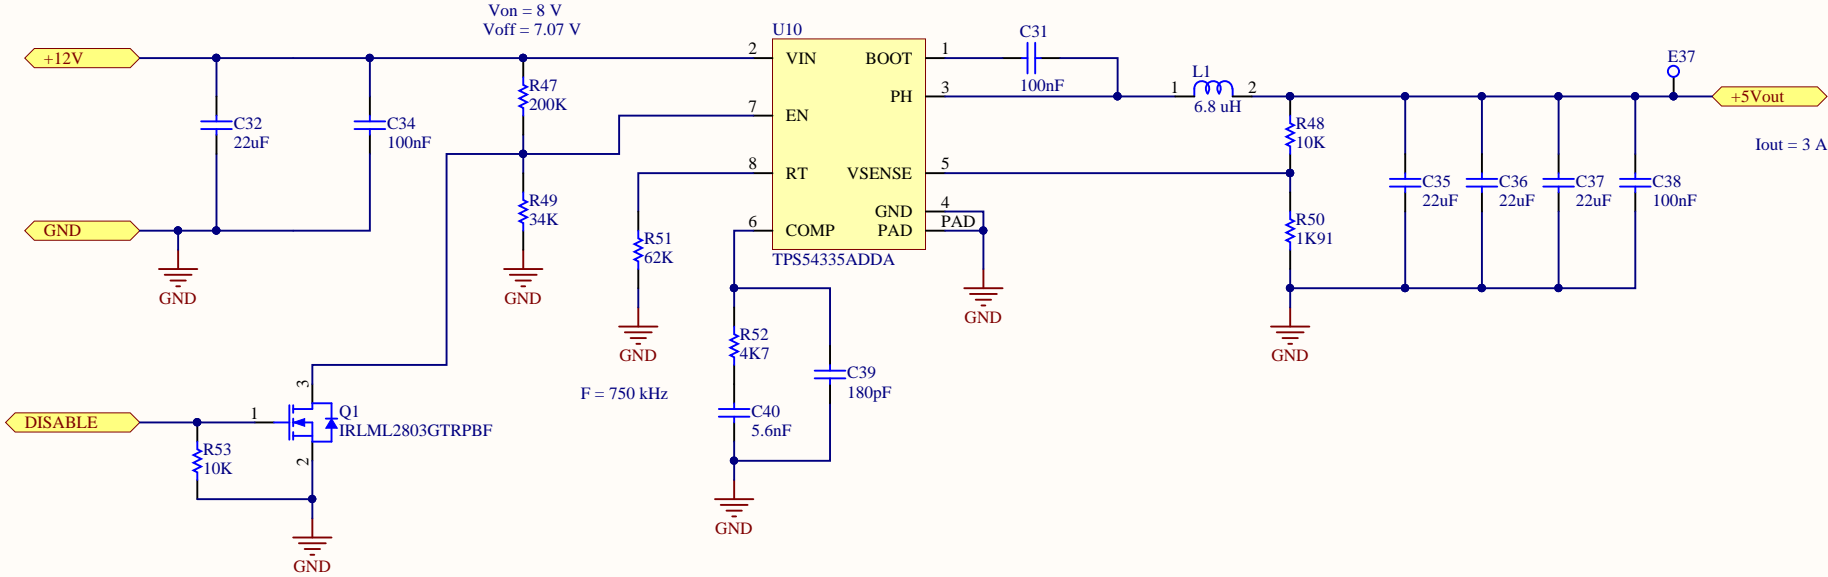 Von = 8 V
Voff = 7.07 V
+12V
C32
22uF
C34
100nF
R47
200K
R49
34K
GND
GND
GND
U10
2
VIN
7
EN
8
RT
6
COMP
BOOT
1
PH
3
VSENSE
5
GND
4
PAD
PAD
TPS54335ADDA
C31
100nF
L1
1
2
6.8 uH
R48
10K
R50
1K91
C35
22uF
C36
22uF
C37
22uF
C38
100nF
E37
+5Vout
Iout = 3 A
GND
GND
R51
62K
GND
F = 750 kHz
R52
4K7
C39
180pF
C40
5.6nF
GND
DISABLE
R53
10K
1
3
2
Q1
IRLML2803GTRPBF
GND